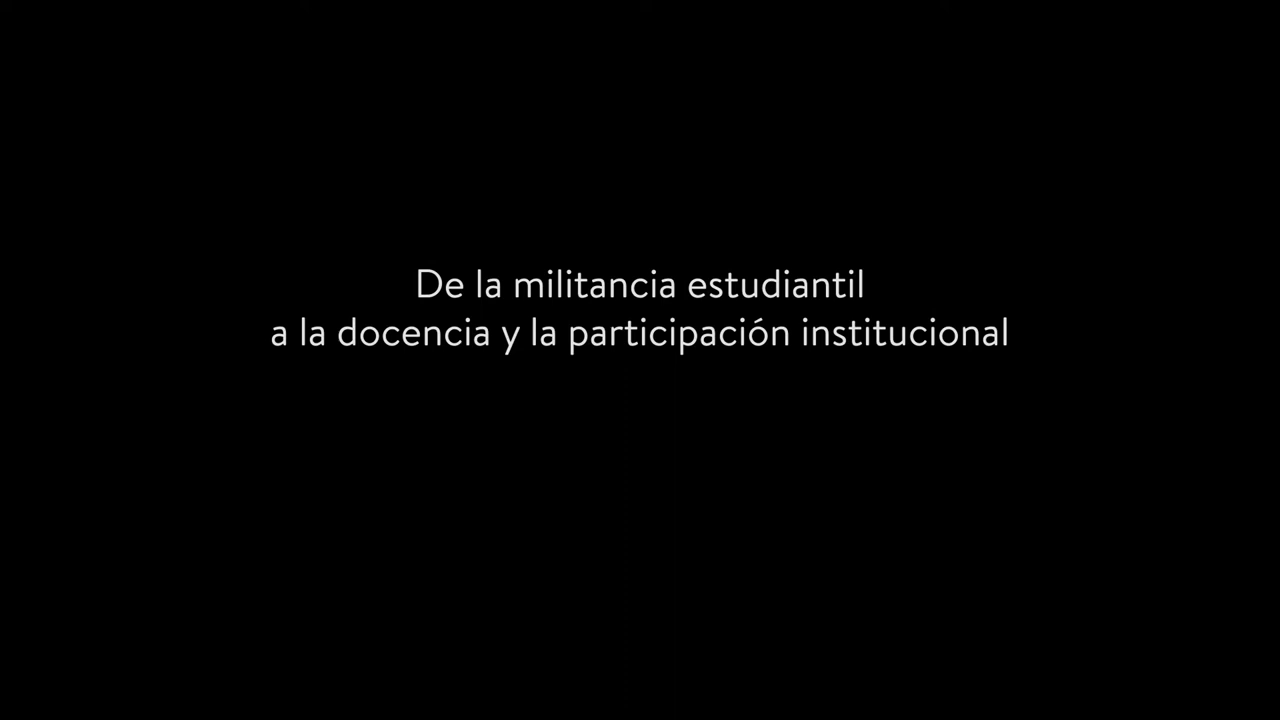 De la militancia estudiantil
a la docencia y la participación institucional